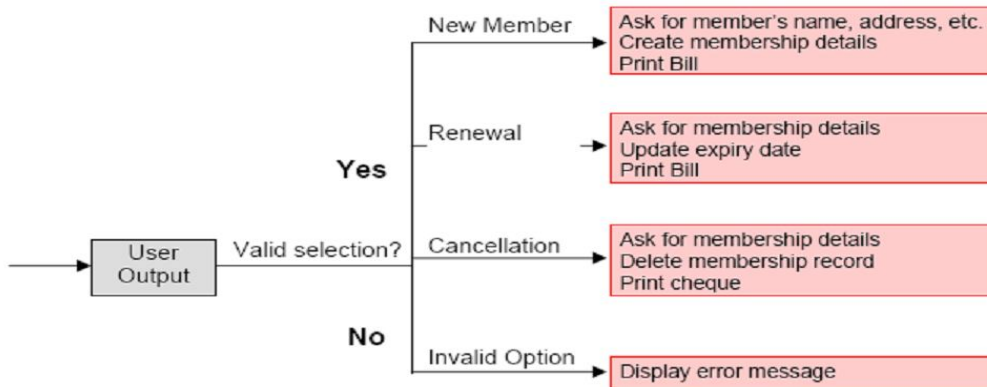 New Member
Ask for member's name, address, etc.
Create membership details
Print Bill
Renewal
Ask for membership details
Update expiry date
Print Bill
Yes
User
Output
Valid selection?
Cancellation
Ask for membership details
Delete membership record
Print cheque
No
Invalid Option
Display error message